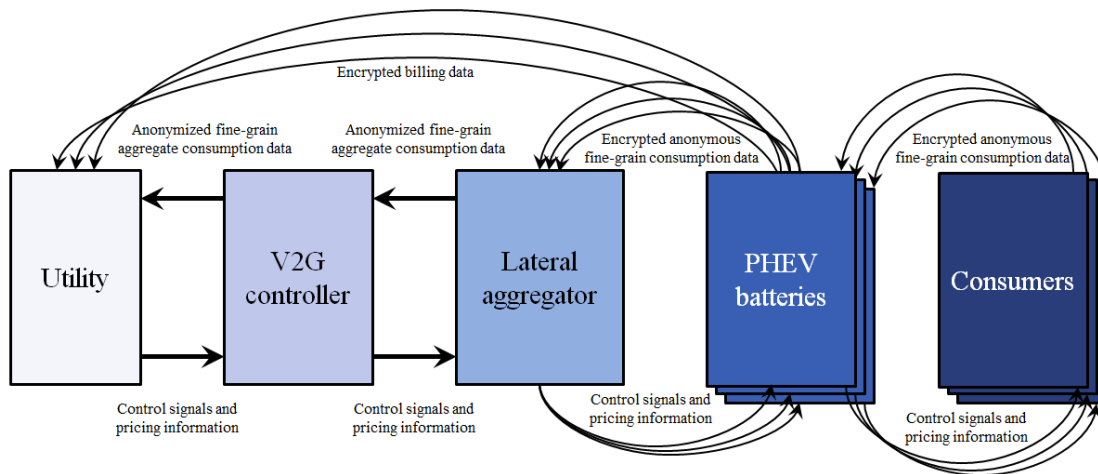 Encrypted billing data
Anonymized fine-grain
aggregate consumption data
Anonymized fine-grain
aggregate consumption data
Encrypted anonymous
fine-grain consumption data
Encrypted anonymous
fine-grain consumption data
Utility
V2G
controller
Lateral
aggregator
PHEV
batteries
Consumers
Control signals and
pricing information
Control signals and
pricing information
Control signals and
pricing information
Control signals and
pricing information